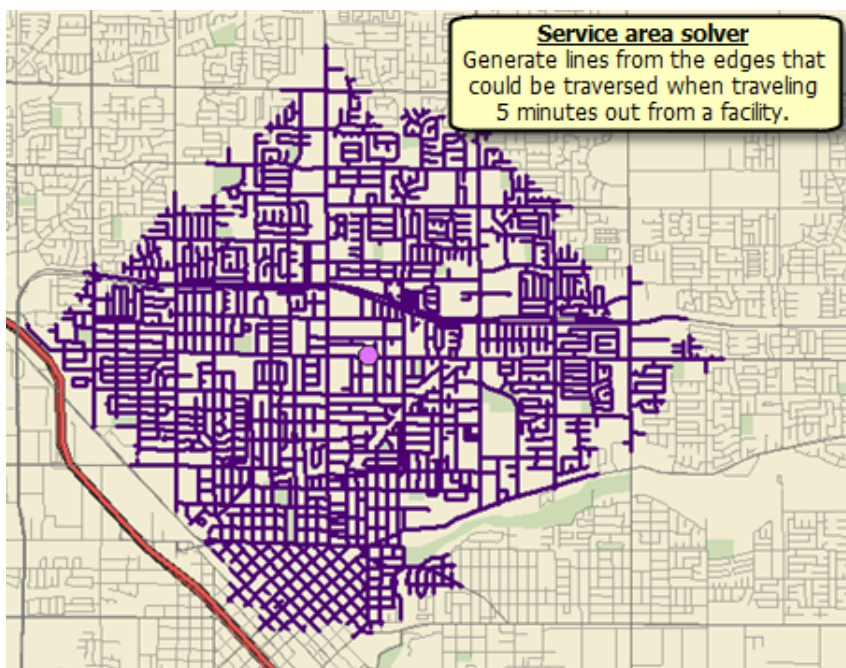 Service area solver
Generate lines from the edges that
could be traversed when traveling
5 minutes out from a facility.